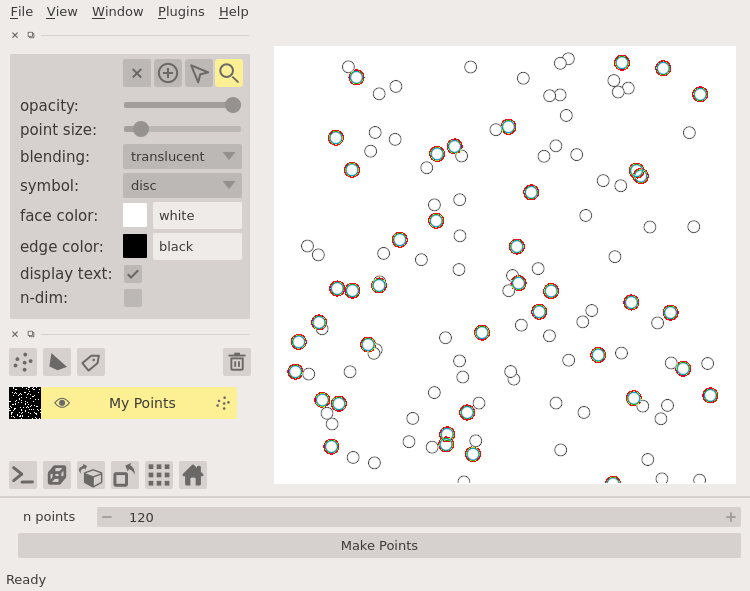 File View Window Plugins Help
opacity:
point size:
blending: translucent
symbol: disc
face color: white
edge color: black
display text:
n-dim:
My Points
n points 120
Make Points
Ready